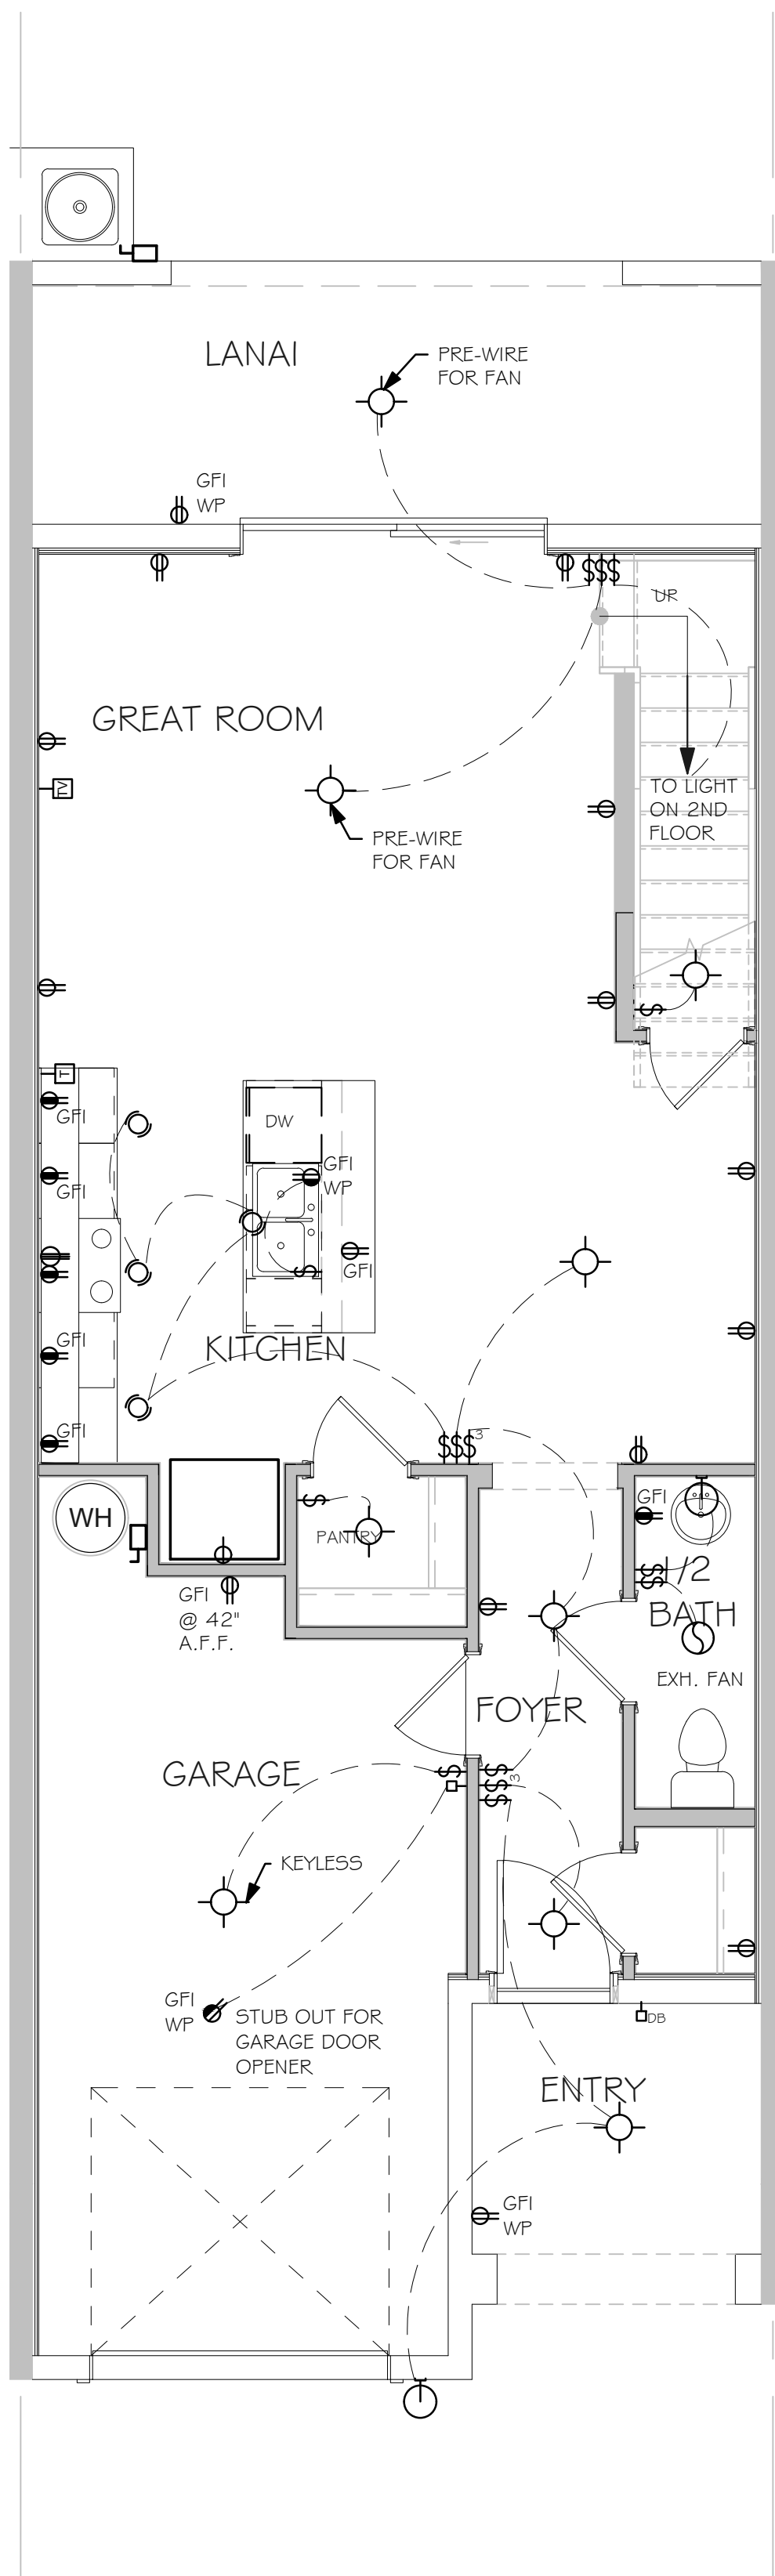 LANAI
PRE-WIRE
FOR FAN
GFI
WP
$$$
UP
GREAT ROOM
TV
TO LIGHT
ON 2ND
FLOOR
PRE-WIRE
FOR FAN
$
T
GFI
DW
GFI
WP
GFI
GFI
$
GFI
KITCHEN
$$$
3
GFI
WH
$
PANTRY
GFI
GFI
@ 42"
A.F.F.
$$
1/2
BATH
EXH. FAN
FOYER
GARAGE
$
$$$
3
KEYLESS
GFI
WP
STUB OUT FOR
GARAGE DOOR
OPENER
DB
ENTRY
GFI
WP